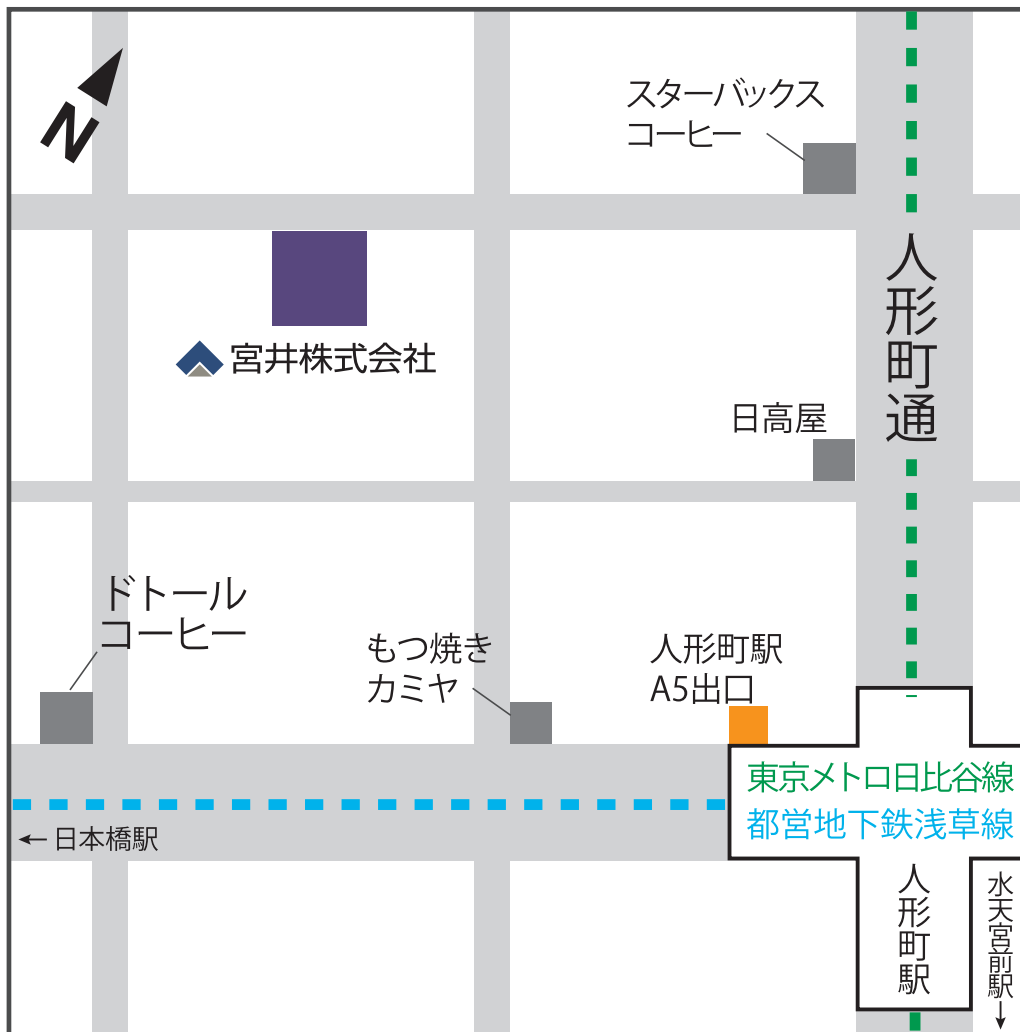 N
スターバックス
コーヒー
人形町通
宮井株式会社
日高屋
ドトール
コーヒー
もつ焼き
カミヤ
人形町駅
A5出口
東京メトロ日比谷線
都営地下鉄浅草線
←日本橋駅
人形町駅
水天宮前駅→